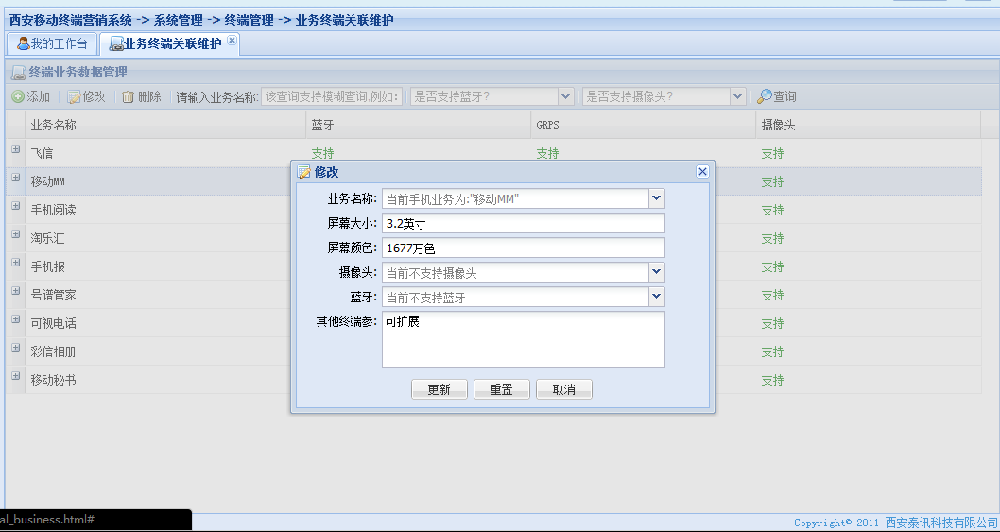 西安移动终端营销系统 -> 系统管理 -> 终端管理 -> 业务终端关联维护
我的工作台 业务终端关联维护
终端业务数据管理
添加 修改 删除 请输入业务名称: 该查询支持模糊查询,例如: 是否支持蓝牙? 是否支持摄像头? 查询
业务名称 蓝牙 GRPS 摄像头
飞信 支持 支持 支持
移动MM 支持
手机阅读 支持
淘乐汇 支持
手机报 支持
号谱管家 支持
可视电话 支持
彩信相册 支持
移动秘书 支持
修改
业务名称: 当前手机业务为:"移动MM"
屏幕大小: 3.2英寸
屏幕颜色: 1677万色
摄像头: 当前不支持摄像头
蓝牙: 当前不支持蓝牙
其他终端参: 可扩展
更新 重置 取消
al_business.html#
Copyright© 2011 西安泰讯科技有限公司